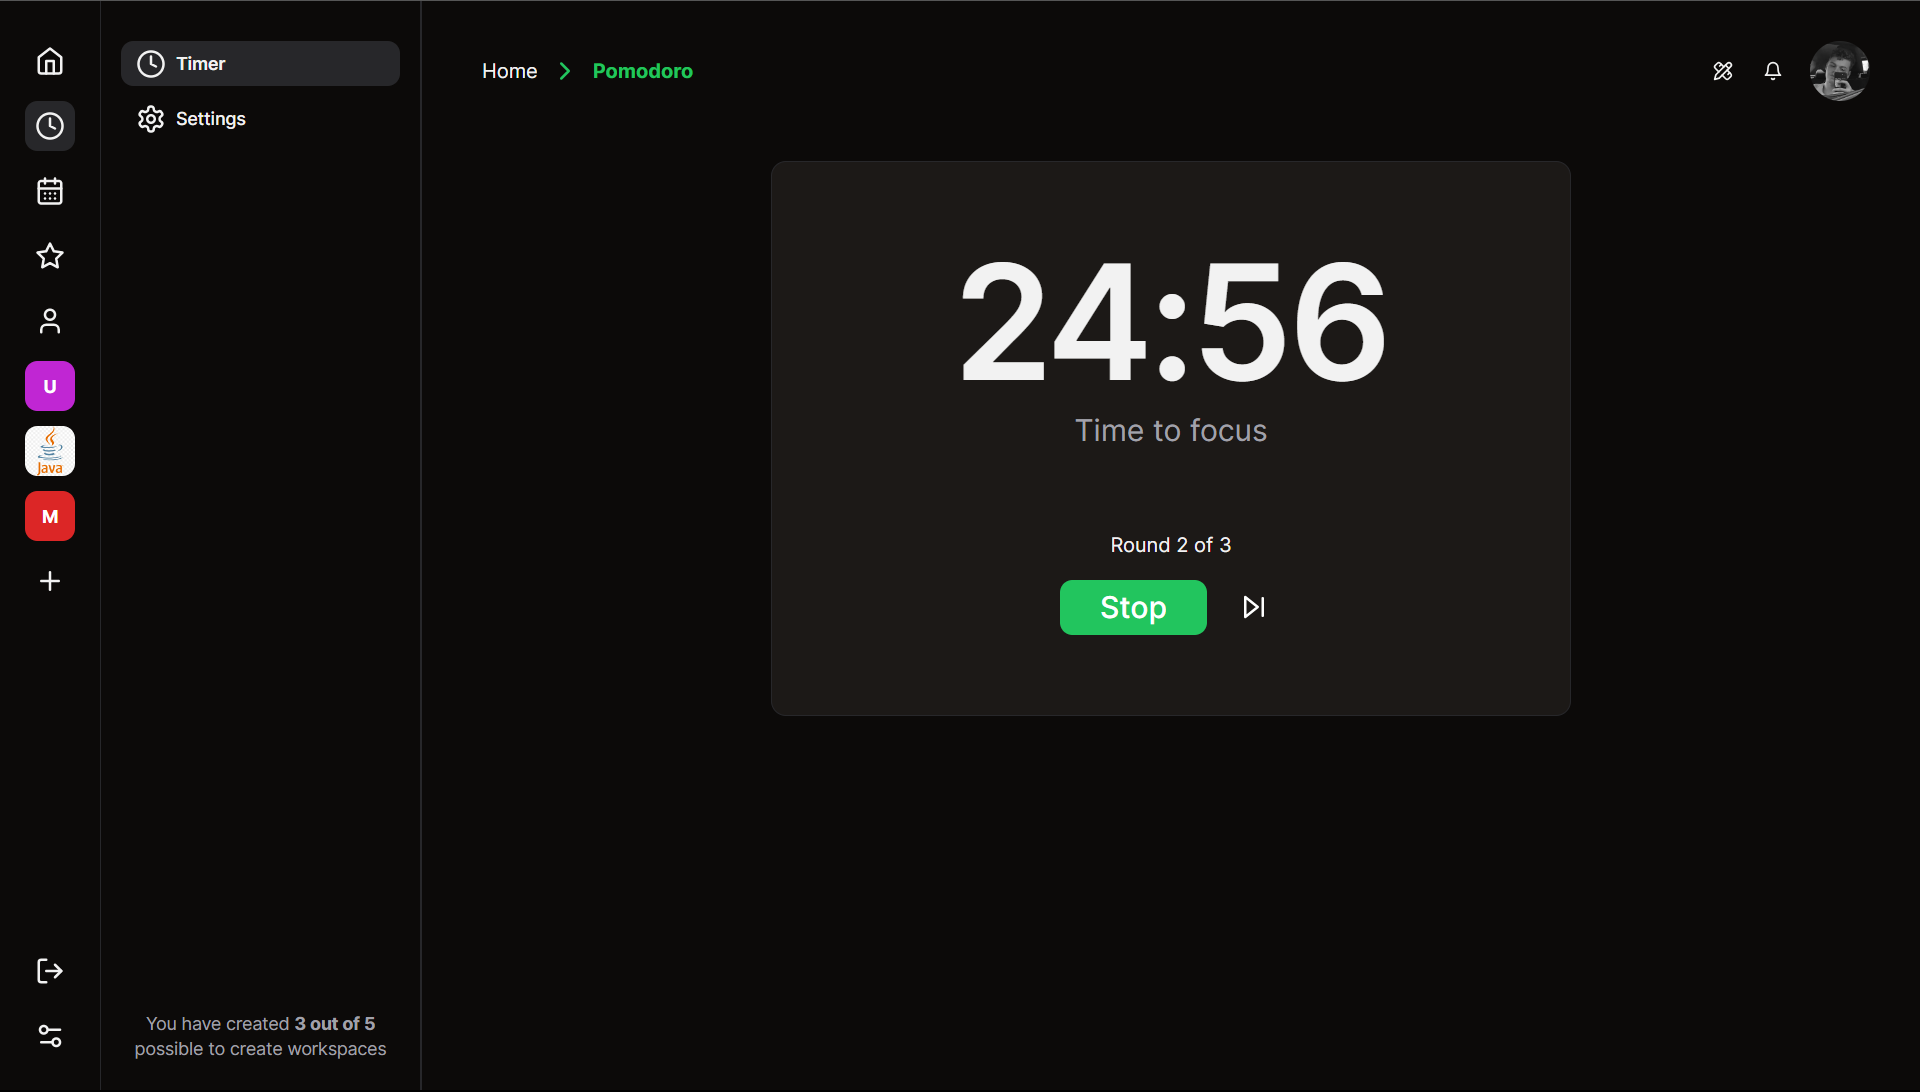 Timer
Settings
U
Java
M
You have created 3 out of 5
possible to create workspaces
Home
Pomodoro
24:56
Time to focus
Round 2 of 3
Stop